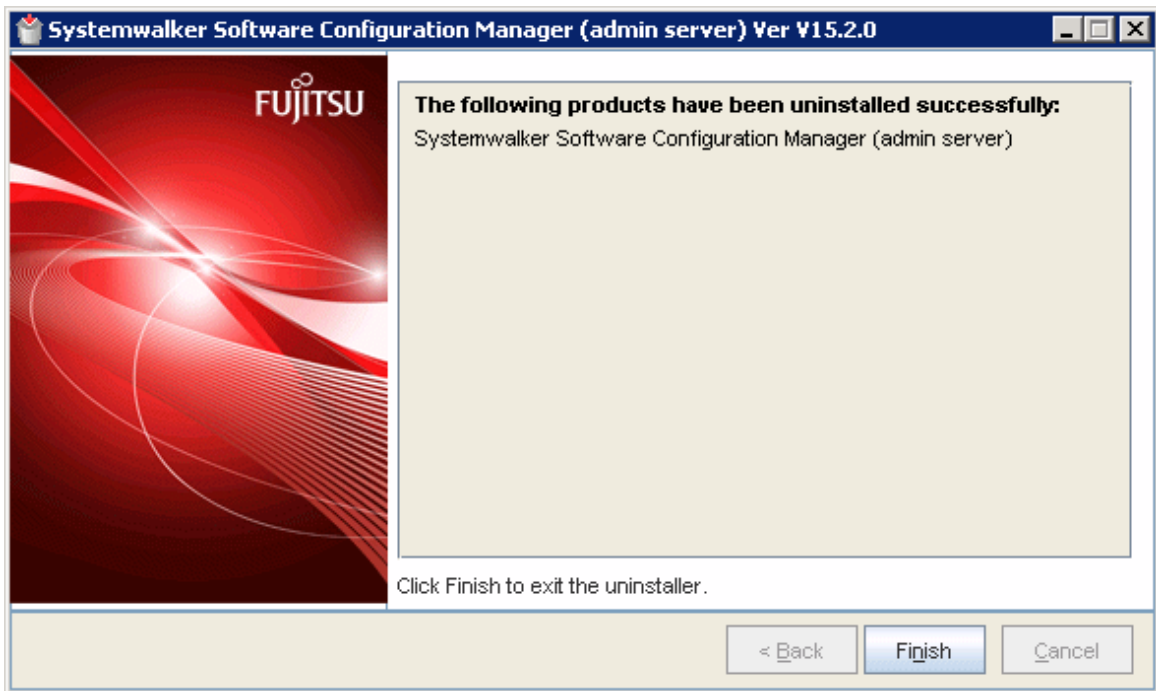 Systemwalker Software Configuration Manager (admin server) Ver V15.2.0
FUJITSU
The following products have been uninstalled successfully:
Systemwalker Software Configuration Manager (admin server)
Click Finish to exit the uninstaller.
< Back
Finish
Cancel